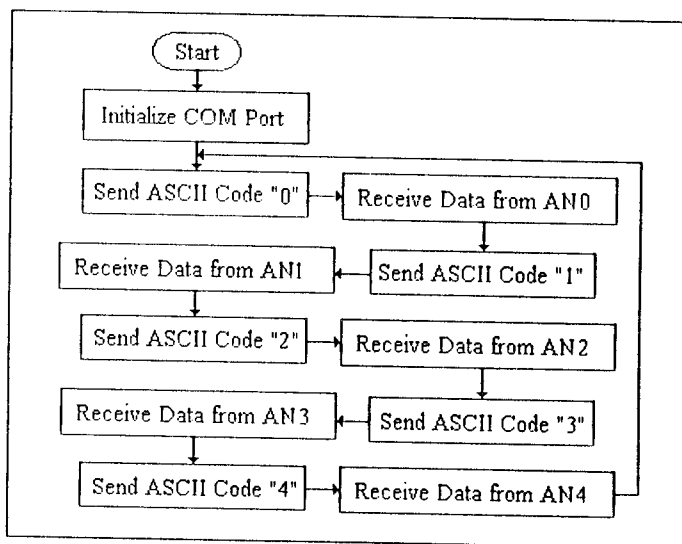 Start
Initialize COM Port
Send ASCII Code "0"
Receive Data from AN0
Send ASCII Code "1"
Receive Data from AN1
Send ASCII Code "2"
Receive Data from AN2
Send ASCII Code "3"
Receive Data from AN3
Send ASCII Code "4"
Receive Data from AN4